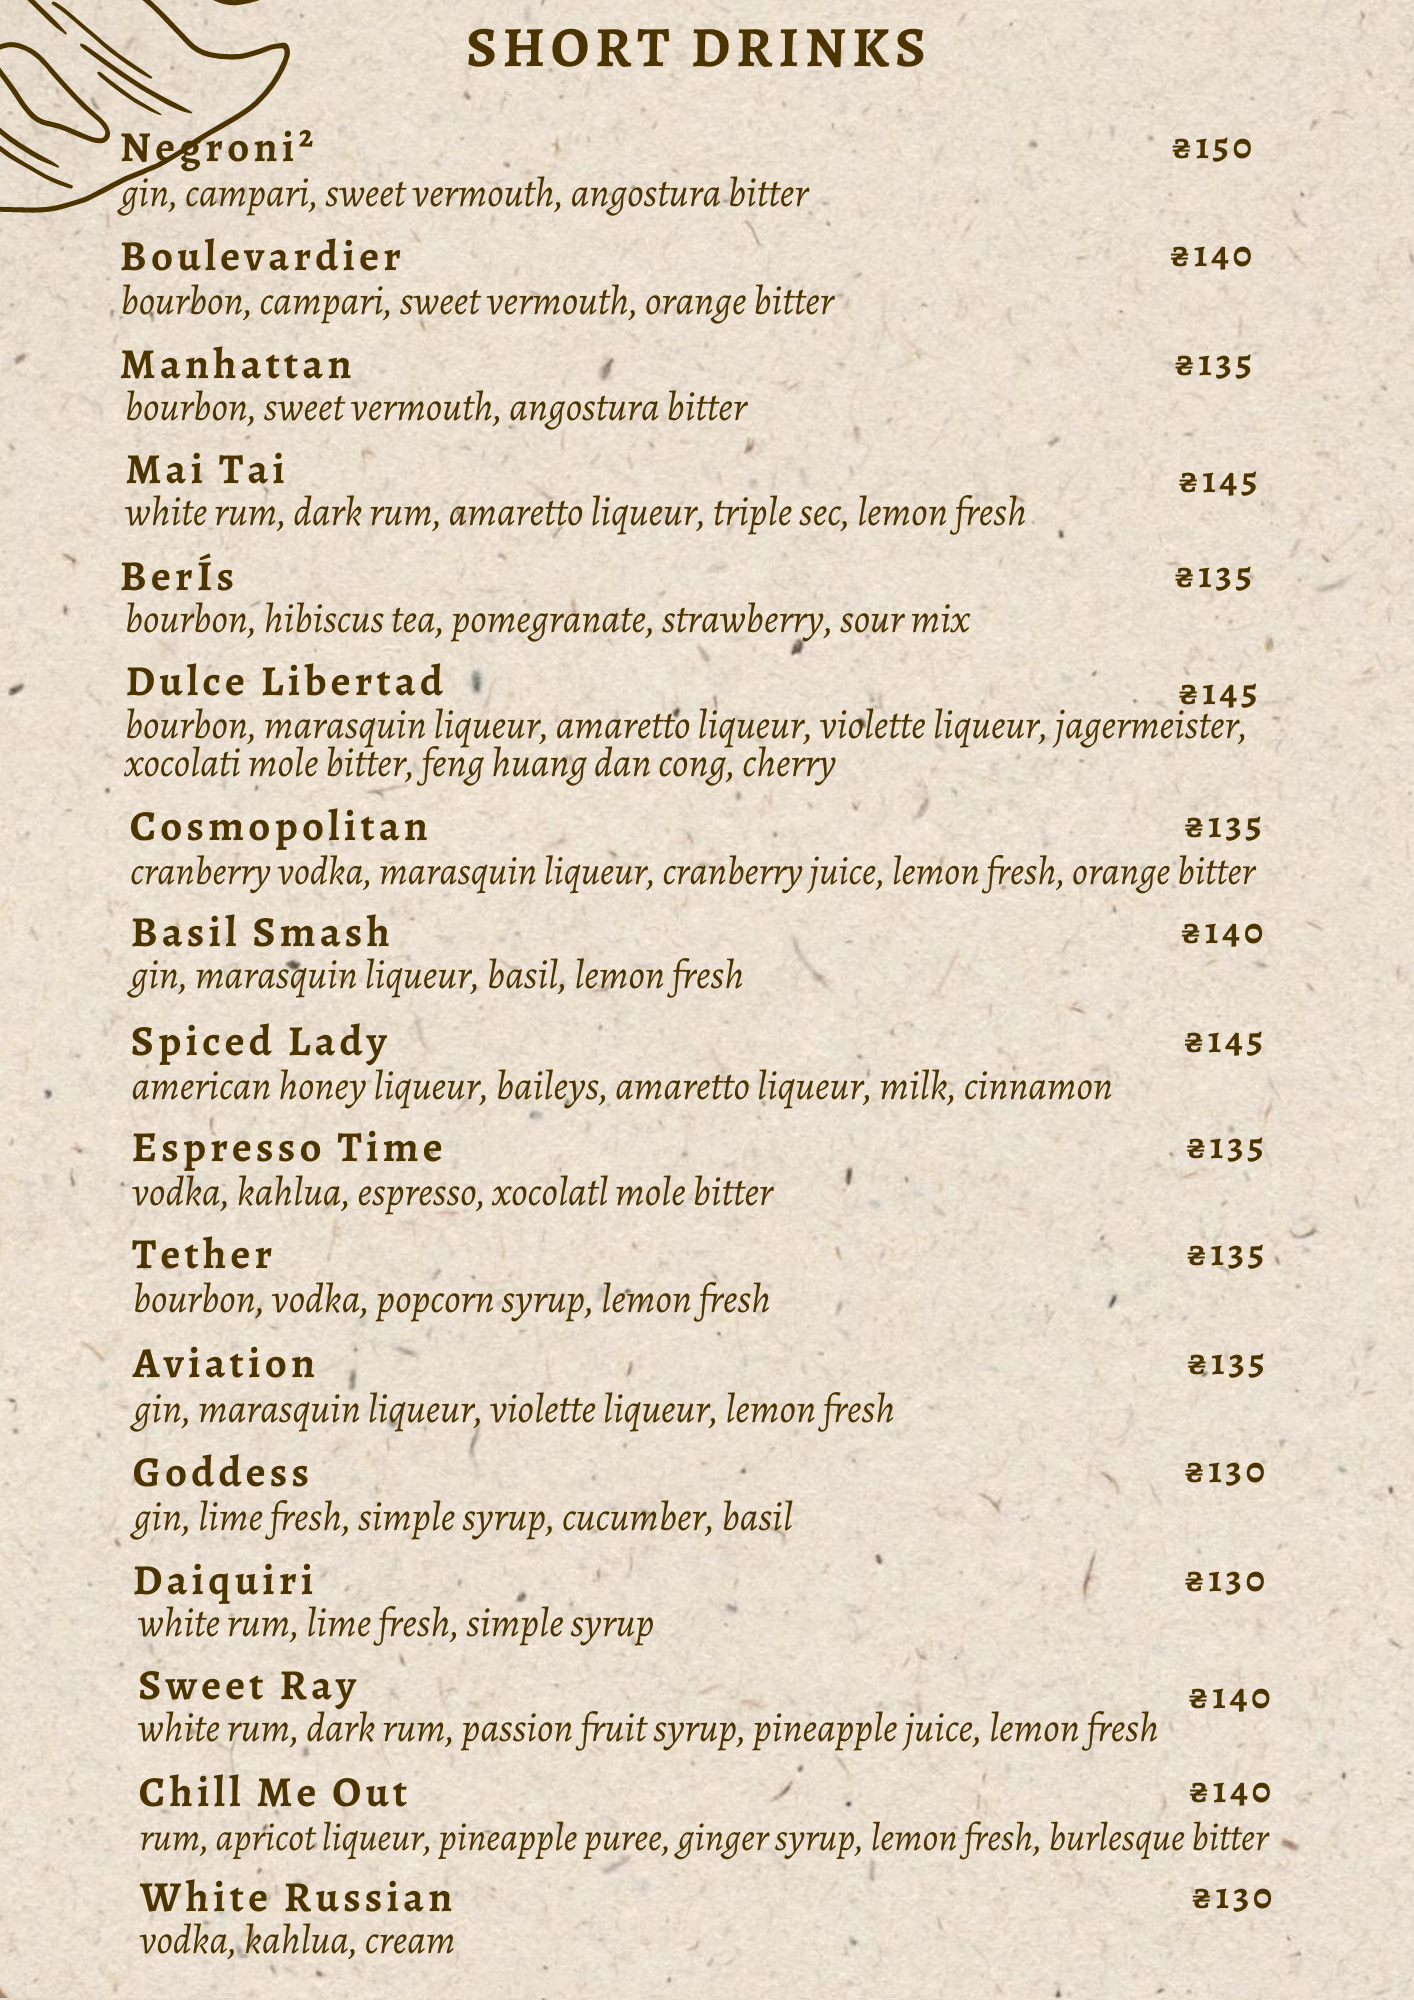 SHORT DRINKS
Negroni² ₴150
gin, campari, sweet vermouth, angostura bitter
Boulevardier ₴140
bourbon, campari, sweet vermouth, orange bitter
Manhattan ₴135
bourbon, sweet vermouth, angostura bitter
Mai Tai ₴145
white rum, dark rum, amaretto liqueur, triple sec, lemon fresh
BerÍs ₴135
bourbon, hibiscus tea, pomegranate, strawberry, sour mix
Dulce Libertad ₴145
bourbon, marasquin liqueur, amaretto liqueur, violette liqueur, jagermeister,
xocolati mole bitter, feng huang dan cong, cherry
Cosmopolitan ₴135
cranberry vodka, marasquin liqueur, cranberry juice, lemon fresh, orange bitter
Basil Smash ₴140
gin, marasquin liqueur, basil, lemon fresh
Spiced Lady ₴145
american honey liqueur, baileys, amaretto liqueur, milk, cinnamon
Espresso Time ₴135
vodka, kahlua, espresso, xocolatl mole bitter
Tether ₴135
bourbon, vodka, popcorn syrup, lemon fresh
Aviation ₴135
gin, marasquin liqueur, violette liqueur, lemon fresh
Goddess ₴130
gin, lime fresh, simple syrup, cucumber, basil
Daiquiri ₴130
white rum, lime fresh, simple syrup
Sweet Ray ₴140
white rum, dark rum, passion fruit syrup, pineapple juice, lemon fresh
Chill Me Out ₴140
rum, apricot liqueur, pineapple puree, ginger syrup, lemon fresh, burlesque bitter
White Russian ₴130
vodka, kahlua, cream